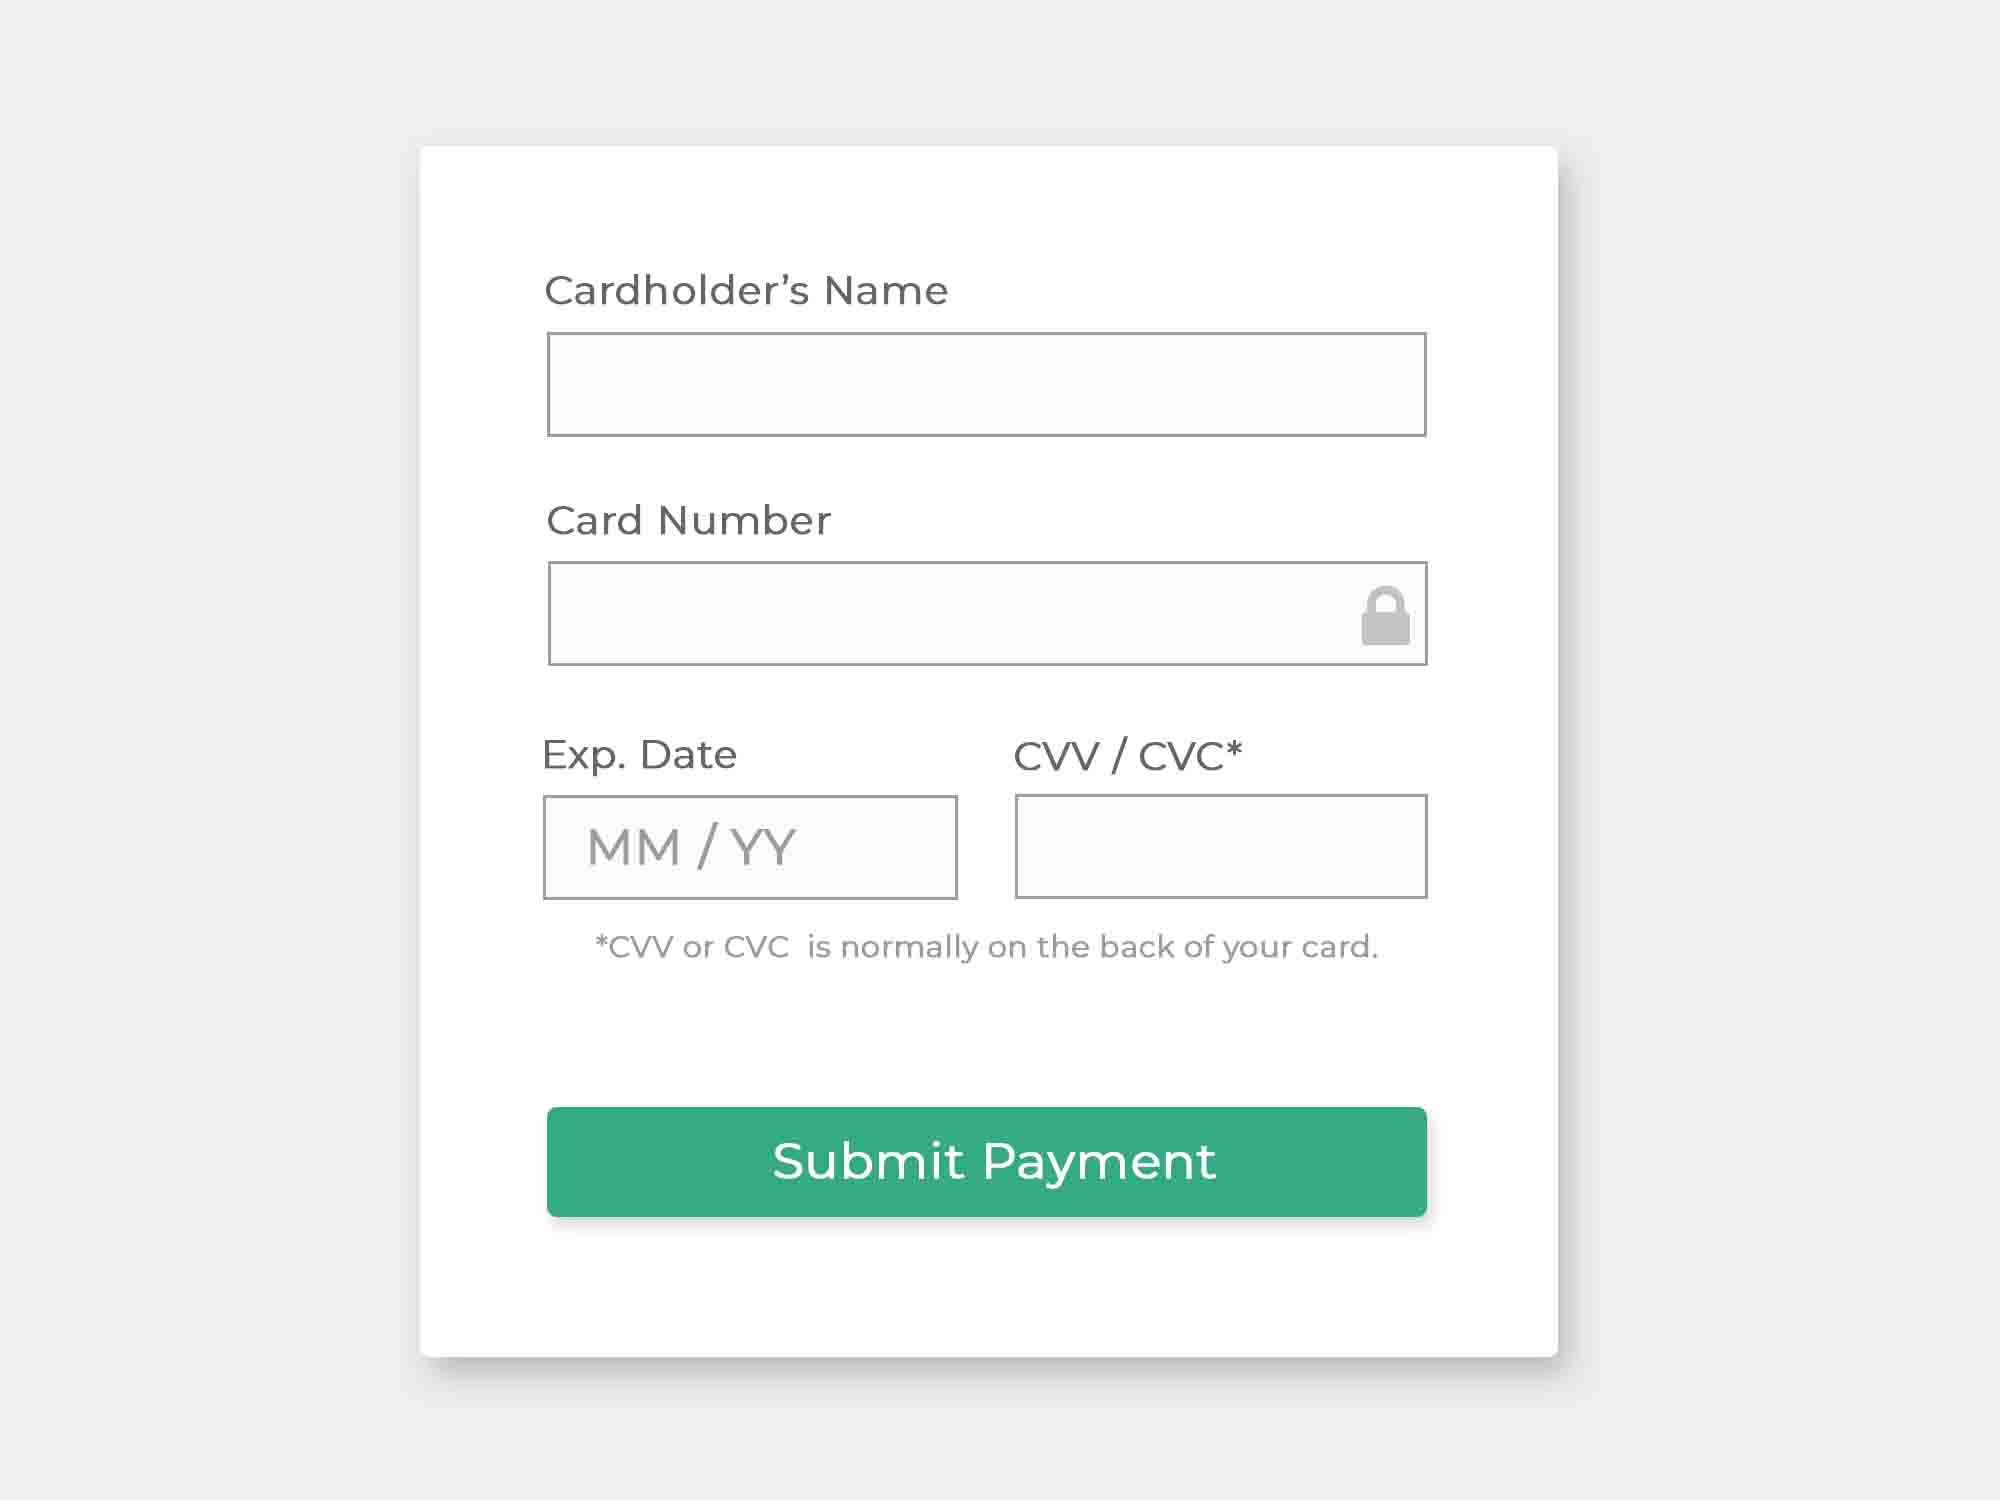 Cardholder’s Name
Card Number
Exp. Date
CVV / CVC*
MM / YY
*CVV or CVC  is normally on the back of your card.
Submit Payment